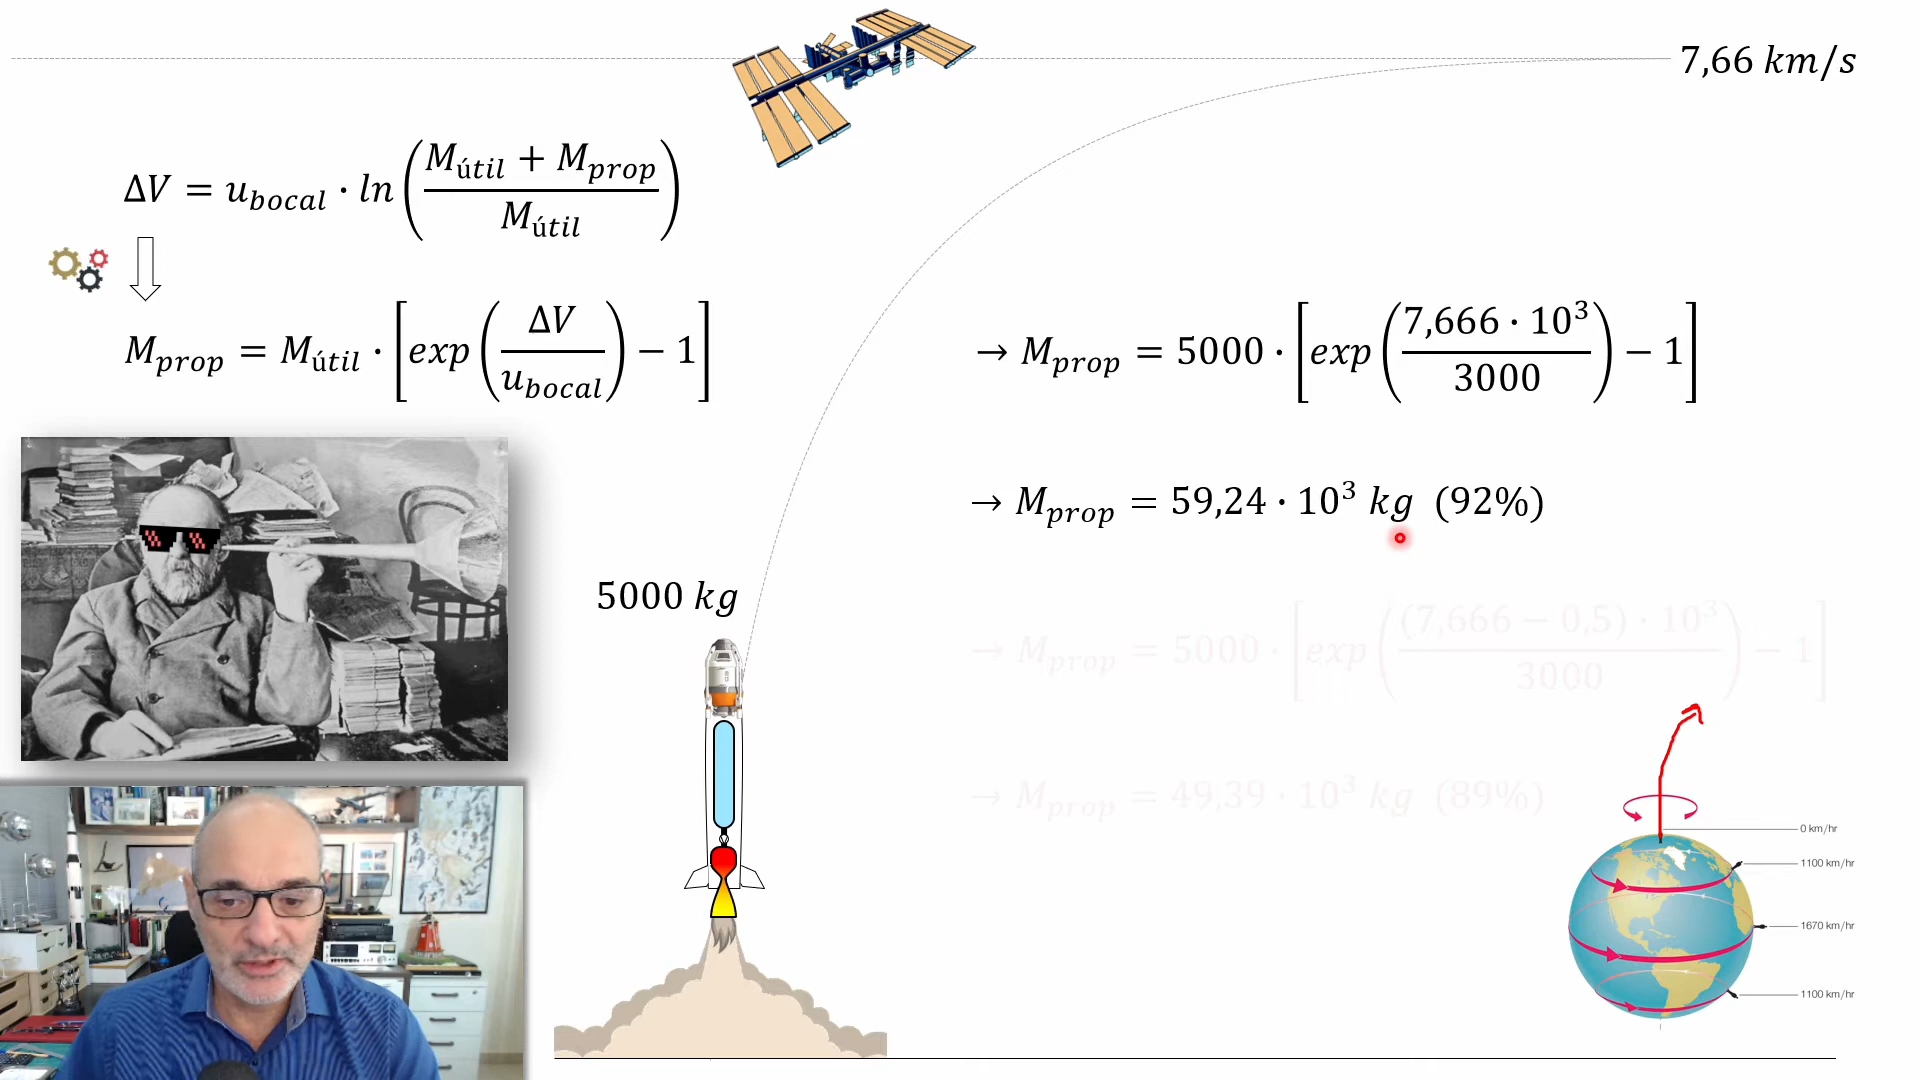 7,66 km/s
ΔV = u_bocal · ln((M_útil + M_prop)/M_útil)
M_prop = M_útil · [exp(ΔV/u_bocal) − 1]
→ M_prop = 5000 · [exp((7,666 · 10³)/3000) − 1]
→ M_prop = 59,24 · 10³ kg (92%)
5000 kg
→ M_prop = 5000 · [exp(((7,666 − 0,5) · 10³)/3000) − 1]
→ M_prop = 49,39 · 10³ kg (89%)
0 km/hr
1100 km/hr
1670 km/hr
1100 km/hr